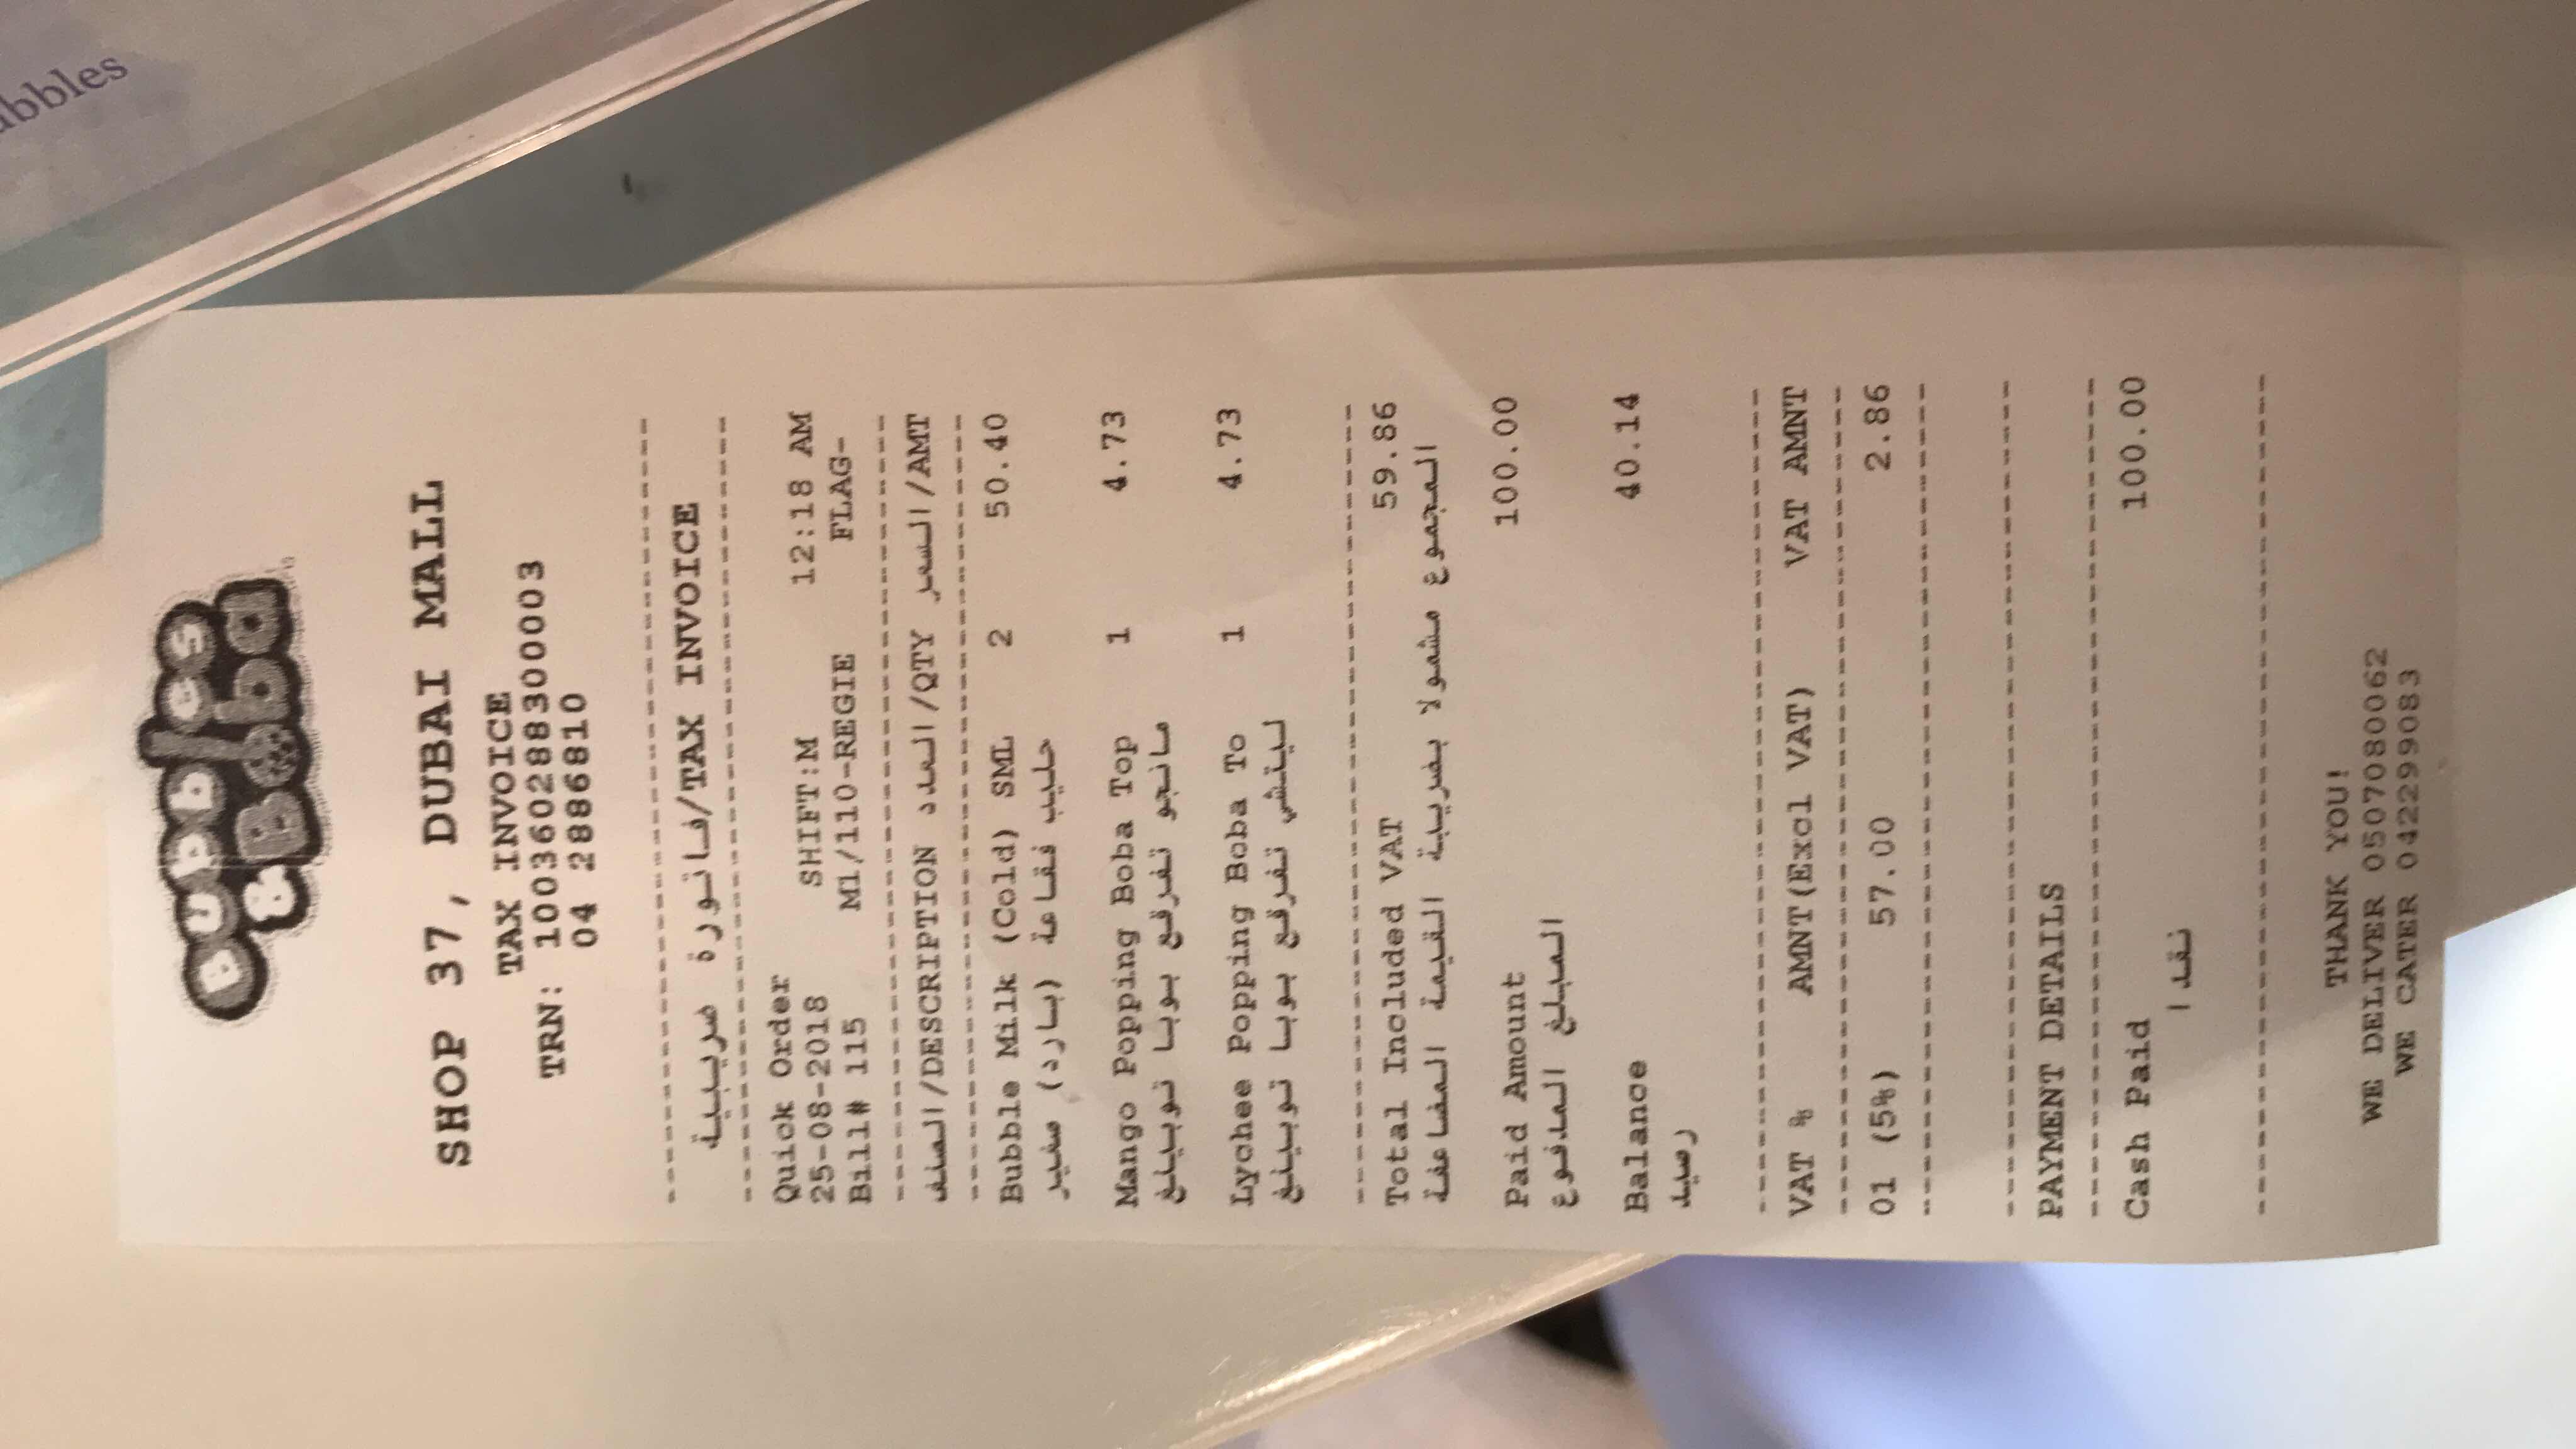 ubbles
Bubbles
& Boba
SHOP 37, DUBAI MALL
TAX INVOICE
TRN: 100360288300003
04 2886810
فاتورة ضريبية/TAX INVOICE
Quick Order
25-08-2018 SHIFT:M 12:18 AM
Bill# 115 M1/110-REGIE FLAG-
الصنف/DESCRIPTION العدد/QTY السعر/AMT
Bubble Milk (Cold) SML 2 50.40
حليب فقاعة (بارد) صغير
Mango Popping Boba Top 1 4.73
مانجو تفرقع بوبا توبينغ
Lychee Popping Boba To 1 4.73
ليتشي تفرقع بوبا توبينغ
Total Included VAT 59.86
المجموع مشمولا بضريبة القيمة المضاعفة
Paid Amount 100.00
المبلغ المدفوع
Balance 40.14
رصيد
VAT % AMNT(Excl VAT) VAT AMNT
01 (5%) 57.00 2.86
PAYMENT DETAILS
Cash Paid 100.00
نقدا
THANK YOU!
WE DELIVER 0507080062
WE CATER 042299083